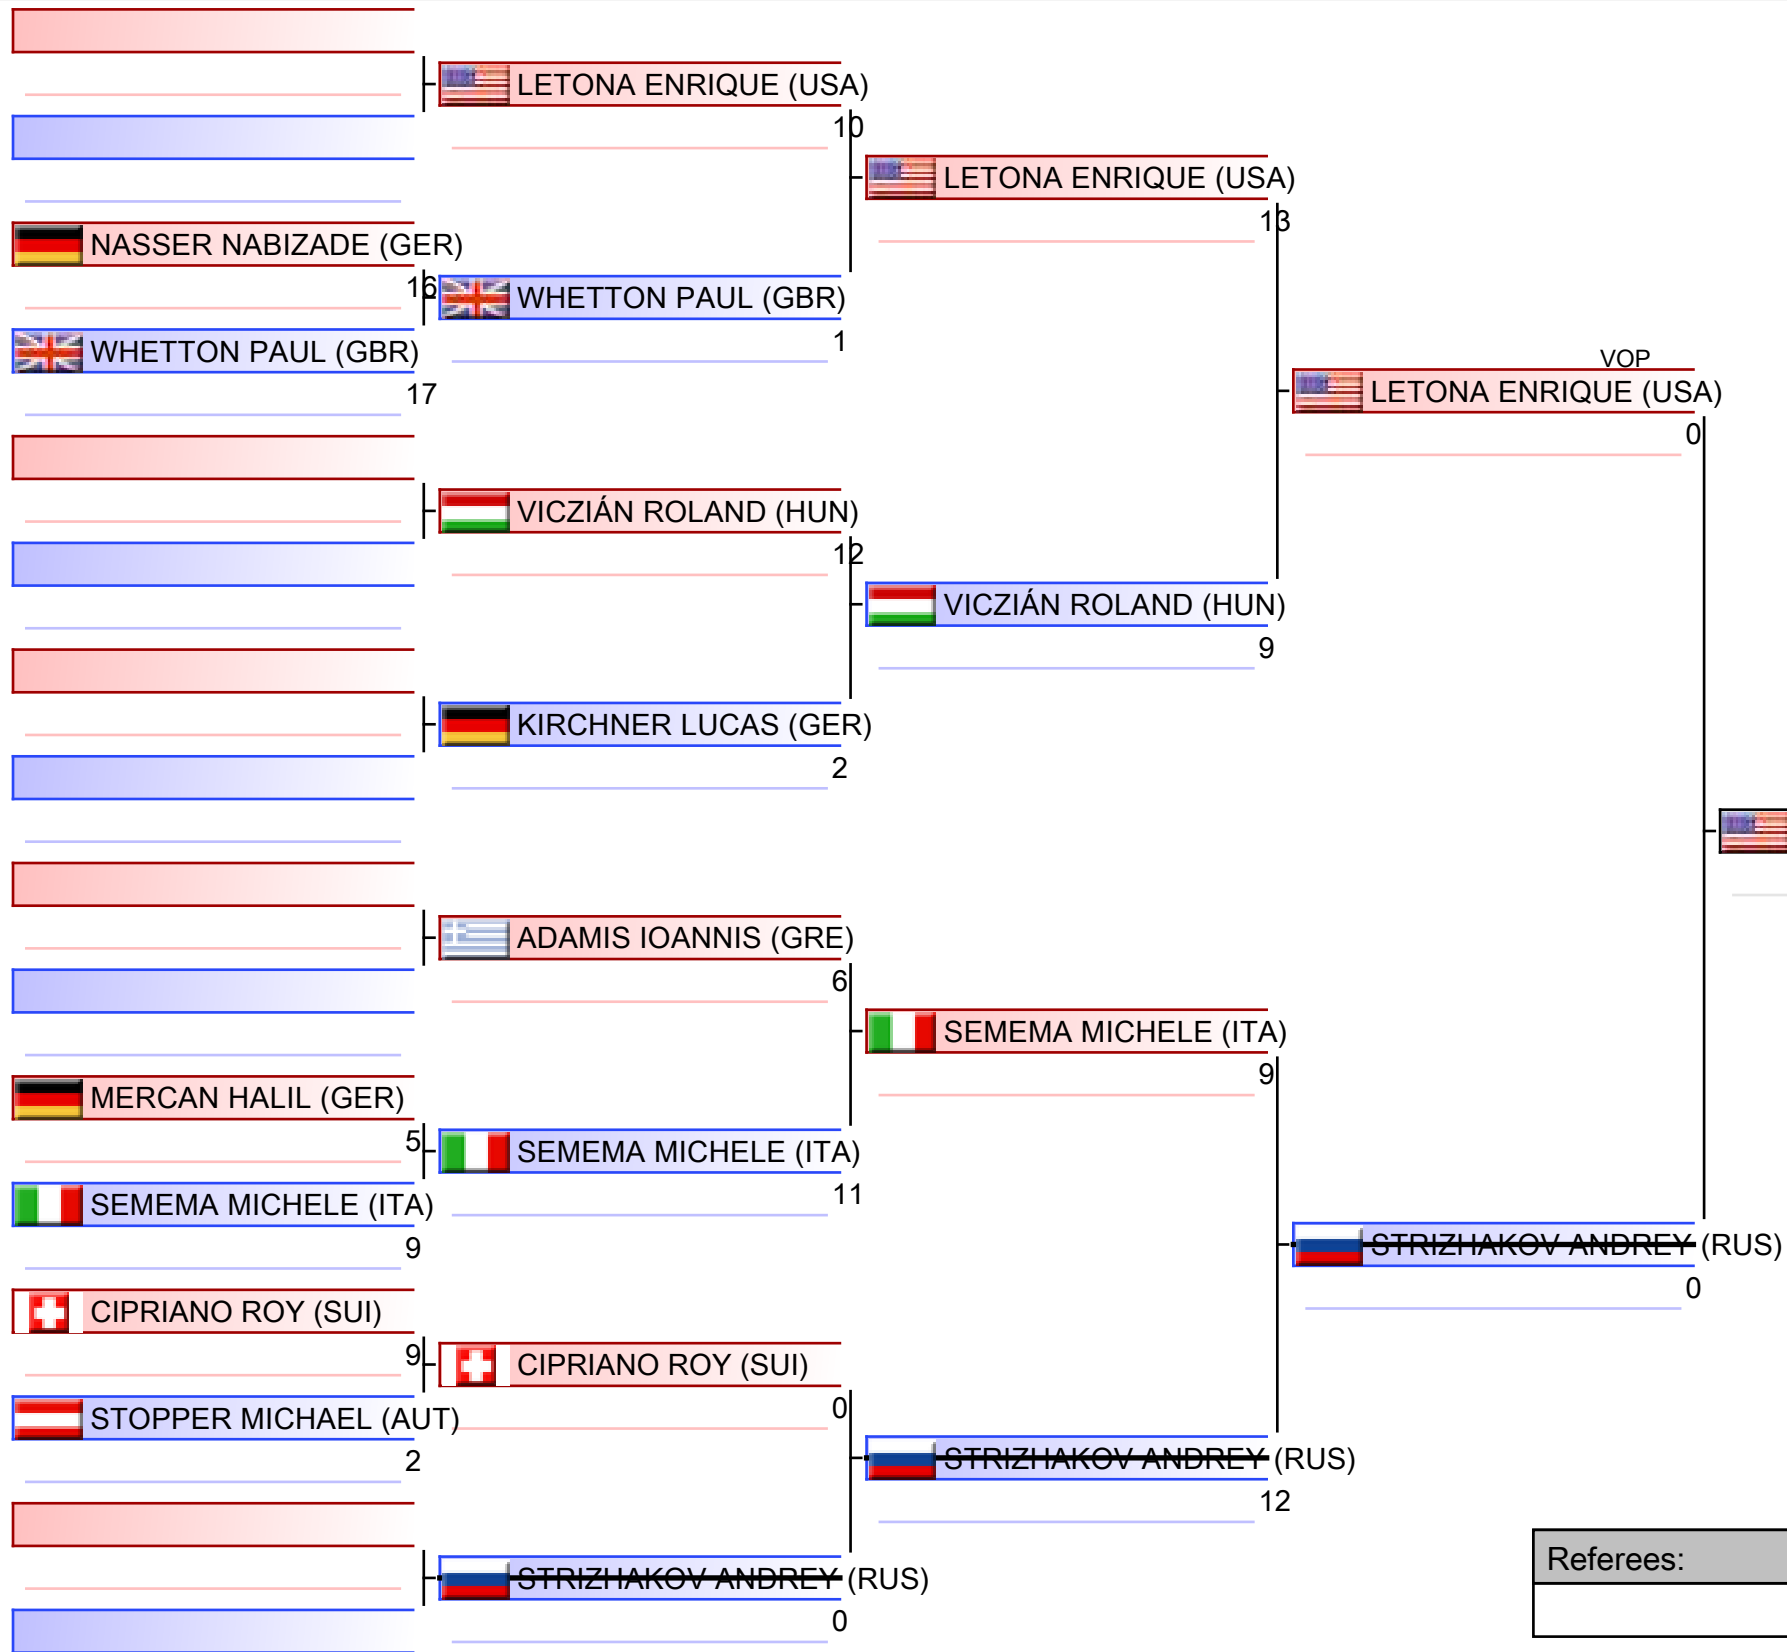 LETONA ENRIQUE (USA)
10
LETONA ENRIQUE (USA)
13
NASSER NABIZADE (GER)
16
WHETTON PAUL (GBR)
1
WHETTON PAUL (GBR)
17
VOP
LETONA ENRIQUE (USA)
0
VICZIÁN ROLAND (HUN)
12
VICZIÁN ROLAND (HUN)
9
KIRCHNER LUCAS (GER)
2
ADAMIS IOANNIS (GRE)
6
SEMEMA MICHELE (ITA)
9
MERCAN HALIL (GER)
5
SEMEMA MICHELE (ITA)
11
SEMEMA MICHELE (ITA)
9
STRIZHAKOV ANDREY (RUS)
0
CIPRIANO ROY (SUI)
9
CIPRIANO ROY (SUI)
0
STOPPER MICHAEL (AUT)
2
STRIZHAKOV ANDREY (RUS)
12
STRIZHAKOV ANDREY (RUS)
0
Referees: